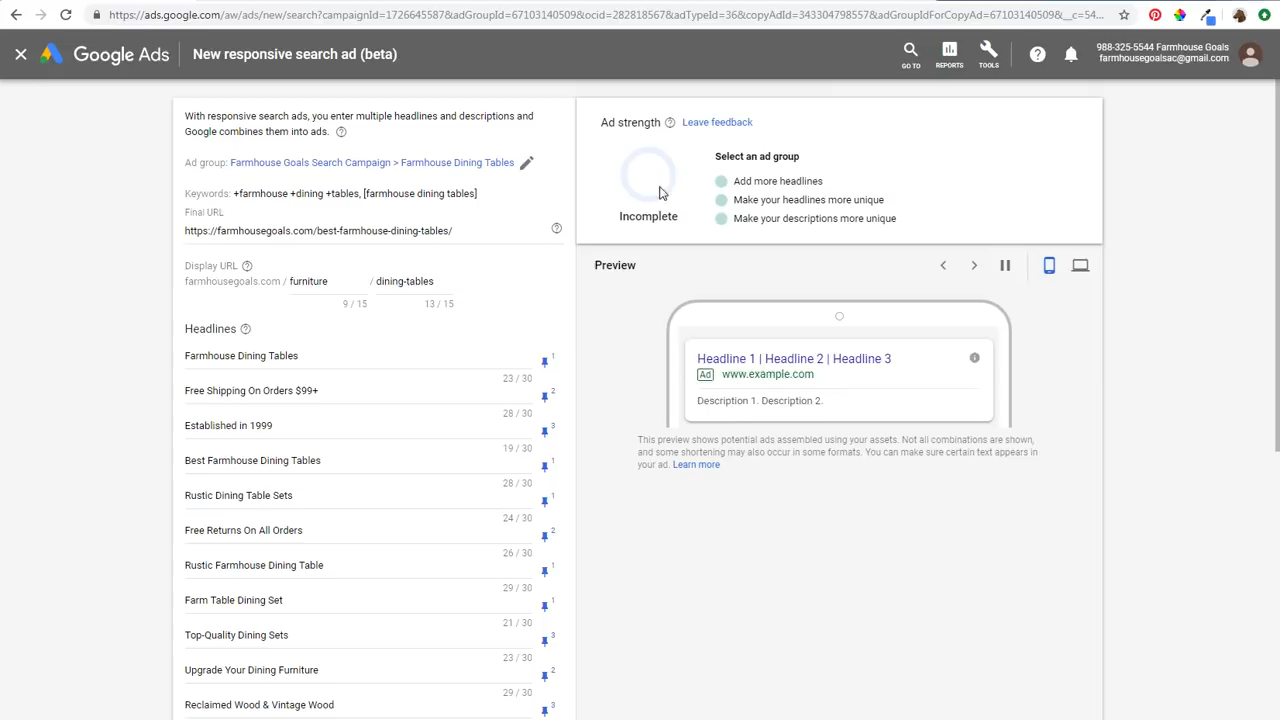 https://ads.google.com/aw/ads/new/search?campaignId=1726645587&adGroupId=67103140509&ocid=282818567&adTypeId=36&copyAdId=343304798557&adGroupIdForCopyAd=67103140509&__c=54...
Google Ads
New responsive search ad (beta)
GO TO
REPORTS
TOOLS
988-325-5544 Farmhouse Goals
farmhousegoalsac@gmail.com
With responsive search ads, you enter multiple headlines and descriptions and
Google combines them into ads.
Ad group: Farmhouse Goals Search Campaign > Farmhouse Dining Tables
Keywords: +farmhouse +dining +tables, [farmhouse dining tables]
Final URL
https://farmhousegoals.com/best-farmhouse-dining-tables/
Display URL
farmhousegoals.com / furniture / dining-tables
9 / 15
13 / 15
Headlines
Farmhouse Dining Tables
1
23 / 30
Free Shipping On Orders $99+
2
28 / 30
Established in 1999
3
19 / 30
Best Farmhouse Dining Tables
1
28 / 30
Rustic Dining Table Sets
1
24 / 30
Free Returns On All Orders
2
26 / 30
Rustic Farmhouse Dining Table
1
29 / 30
Farm Table Dining Set
1
21 / 30
Top-Quality Dining Sets
3
23 / 30
Upgrade Your Dining Furniture
2
29 / 30
Reclaimed Wood & Vintage Wood
3
Ad strength
Leave feedback
Incomplete
Select an ad group
Add more headlines
Make your headlines more unique
Make your descriptions more unique
Preview
Headline 1 | Headline 2 | Headline 3
Ad www.example.com
Description 1. Description 2.
This preview shows potential ads assembled using your assets. Not all combinations are shown,
and some shortening may also occur in some formats. You can make sure certain text appears in
your ad. Learn more